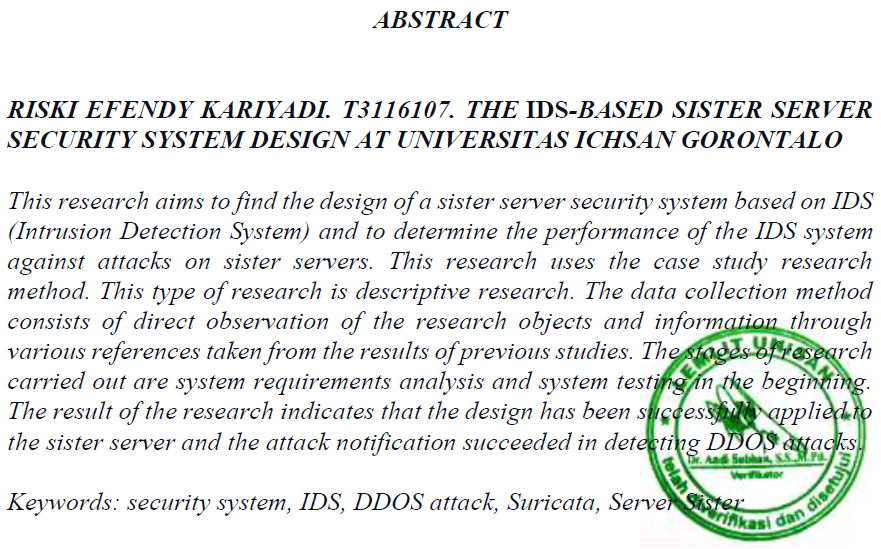 ABSTRACT
RISKI EFENDY KARIYADI. T3116107. THE IDS-BASED SISTER SERVER
SECURITY SYSTEM DESIGN AT UNIVERSITAS ICHSAN GORONTALO
This research aims to find the design of a sister server security system based on IDS
(Intrusion Detection System) and to determine the performance of the IDS system
against attacks on sister servers. This research uses the case study research
method. This type of research is descriptive research. The data collection method
consists of direct observation of the research objects and information through
various references taken from the results of previous studies. The stages of research
carried out are system requirements analysis and system testing in the beginning.
The result of the research indicates that the design has been successfully applied to
the sister server and the attack notification succeeded in detecting DDOS attacks.
Keywords: security system, IDS, DDOS attack, Suricata, Server Sister
Dr. Andi Subhan, S.S., M.Pd.
Verifikator
telah diverifikasi dan disetujui